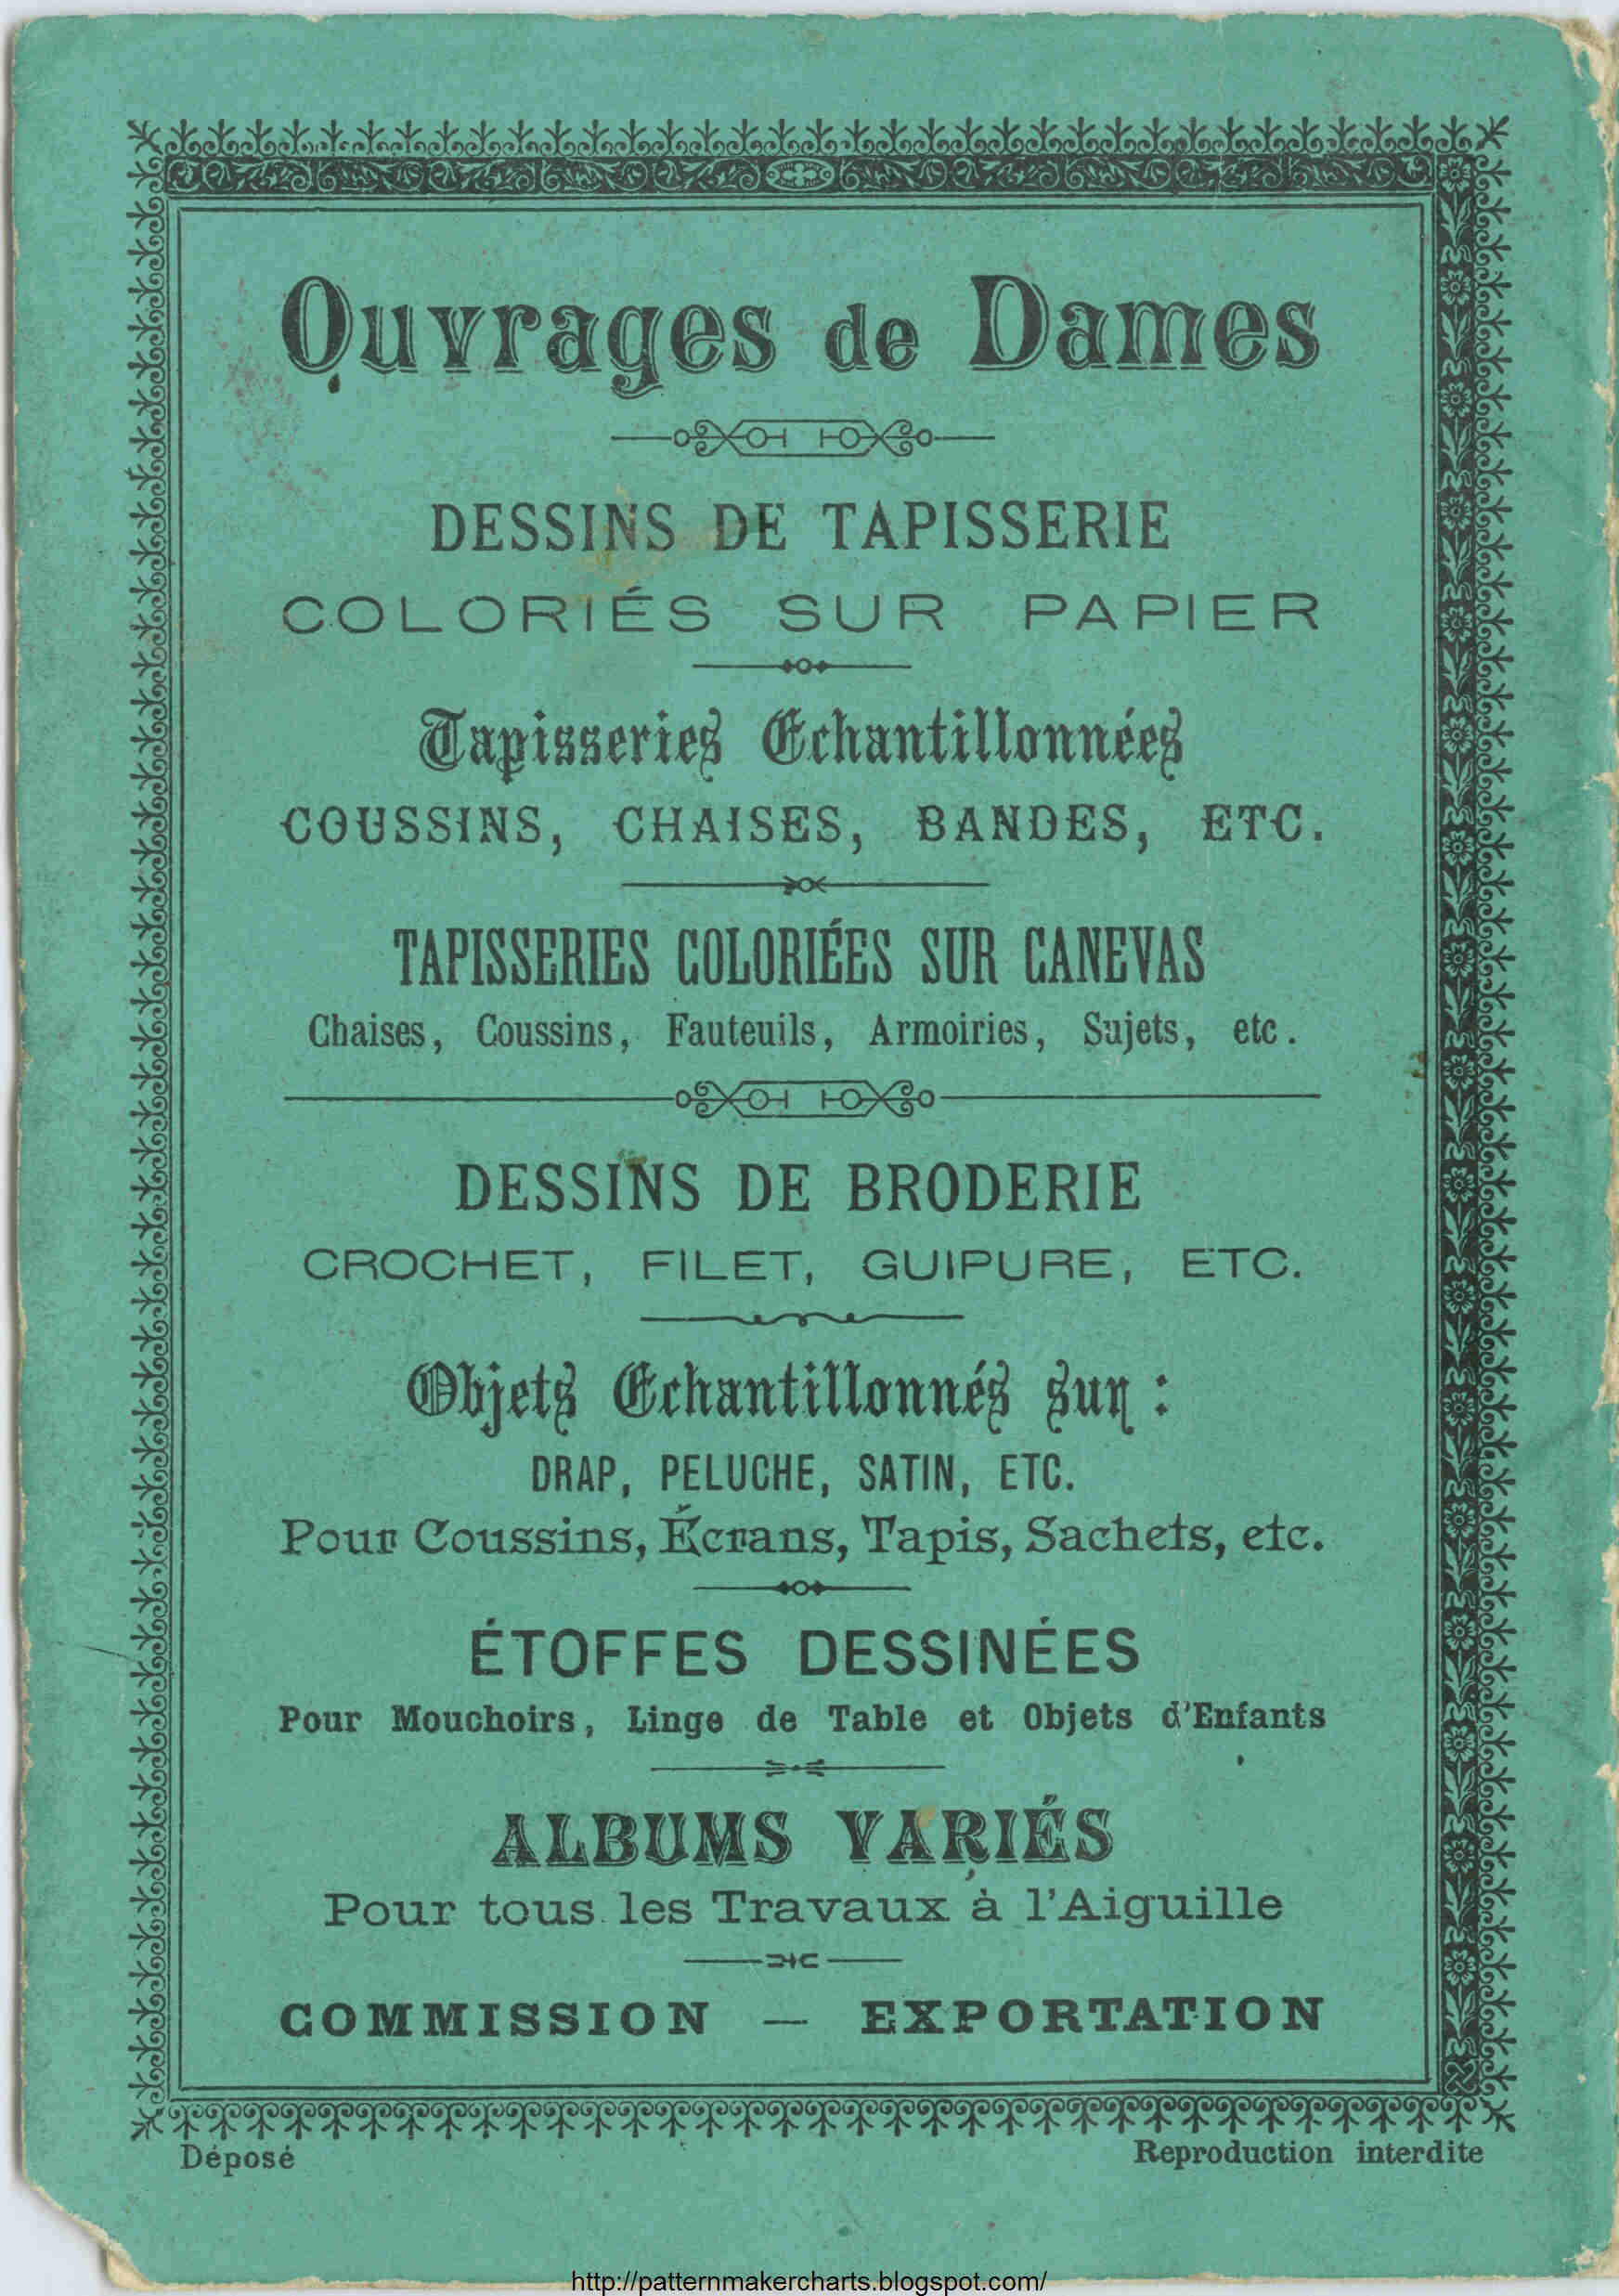 Ouvrages de Dames
DESSINS DE TAPISSERIE
COLORIÉS SUR PAPIER
Tapisseries Echantillonnées
COUSSINS, CHAISES, BANDES, ETC.
TAPISSERIES COLORIÉES SUR CANEVAS
Chaises, Coussins, Fauteuils, Armoiries, Sujets, etc.
DESSINS DE BRODERIE
CROCHET, FILET, GUIPURE, ETC.
Objets Echantillonnés sur :
DRAP, PELUCHE, SATIN, ETC.
Pour Coussins, Écrans, Tapis, Sachets, etc.
ÉTOFFES DESSINÉES
Pour Mouchoirs, Linge de Table et Objets d'Enfants
ALBUMS VARIÉS
Pour tous les Travaux à l'Aiguille
COMMISSION — EXPORTATION
Déposé
Reproduction interdite
http://patternmakercharts.blogspot.com/